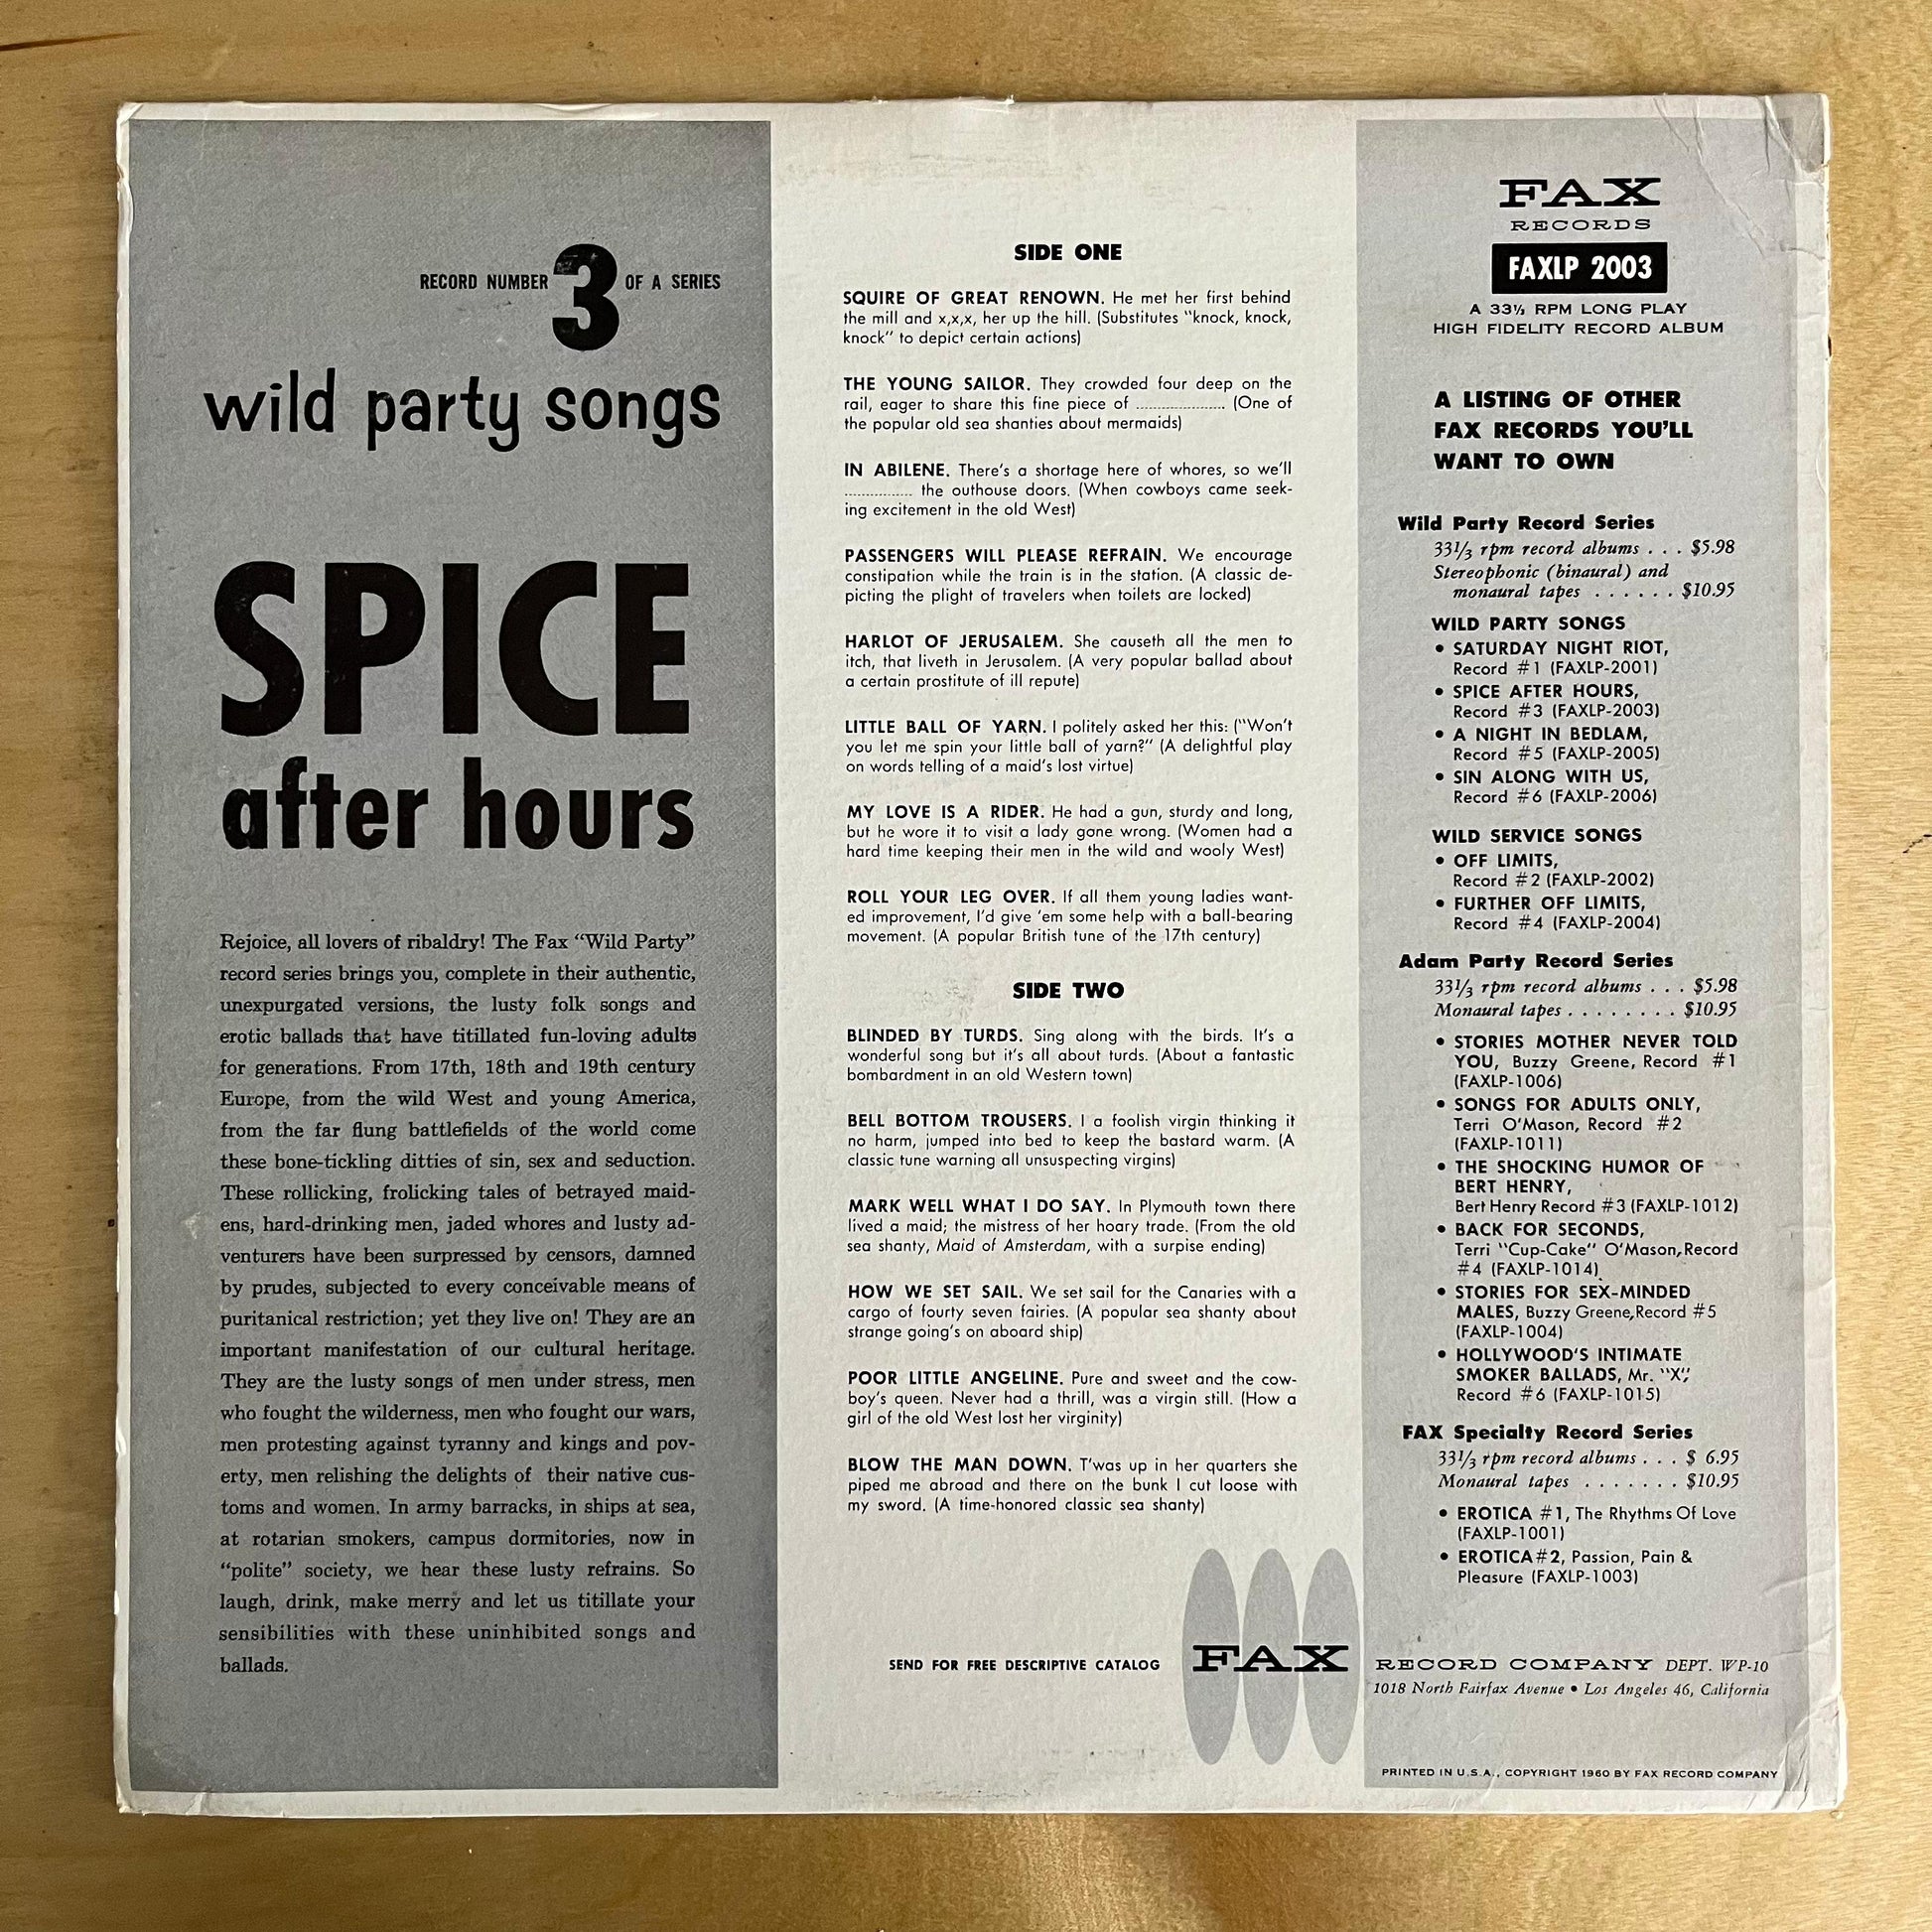 RECORD NUMBER 3 OF A SERIES
wild party songs
SPICE
after hours
Rejoice, all lovers of ribaldry! The Fax “Wild Party”
record series brings you, complete in their authentic,
unexpurgated versions, the lusty folk songs and
erotic ballads that have titillated fun-loving adults
for generations. From 17th, 18th and 19th century
Europe, from the wild West and young America,
from the far flung battlefields of the world come
these bone-tickling ditties of sin, sex and seduction.
These rollicking, frolicking tales of betrayed maid-
ens, hard-drinking men, jaded whores and lusty ad-
venturers have been surpressed by censors, damned
by prudes, subjected to every conceivable means of
puritanical restriction; yet they live on! They are an
important manifestation of our cultural heritage.
They are the lusty songs of men under stress, men
who fought the wilderness, men who fought our wars,
men protesting against tyranny and kings and pov-
erty, men relishing the delights of their native cus-
toms and women. In army barracks, in ships at sea,
at rotarian smokers, campus dormitories, now in
“polite” society, we hear these lusty refrains. So
laugh, drink, make merry and let us titillate your
sensibilities with these uninhibited songs and
ballads.
SIDE ONE
SQUIRE OF GREAT RENOWN. He met her first behind
the mill and x,x,x, her up the hill. (Substitutes "knock, knock,
knock" to depict certain actions)
THE YOUNG SAILOR. They crowded four deep on the
rail, eager to share this fine piece of .................... (One of
the popular old sea shanties about mermaids)
IN ABILENE. There's a shortage here of whores, so we'll
............... the outhouse doors. (When cowboys came seek-
ing excitement in the old West)
PASSENGERS WILL PLEASE REFRAIN. We encourage
constipation while the train is in the station. (A classic de-
picting the plight of travelers when toilets are locked)
HARLOT OF JERUSALEM. She causeth all the men to
itch, that liveth in Jerusalem. (A very popular ballad about
a certain prostitute of ill repute)
LITTLE BALL OF YARN. I politely asked her this: ("Won't
you let me spin your little ball of yarn?" (A delightful play
on words telling of a maid's lost virtue)
MY LOVE IS A RIDER. He had a gun, sturdy and long,
but he wore it to visit a lady gone wrong. (Women had a
hard time keeping their men in the wild and wooly West)
ROLL YOUR LEG OVER. If all them young ladies want-
ed improvement, I'd give 'em some help with a ball-bearing
movement. (A popular British tune of the 17th century)
SIDE TWO
BLINDED BY TURDS. Sing along with the birds. It's a
wonderful song but it's all about turds. (About a fantastic
bombardment in an old Western town)
BELL BOTTOM TROUSERS. I a foolish virgin thinking it
no harm, jumped into bed to keep the bastard warm. (A
classic tune warning all unsuspecting virgins)
MARK WELL WHAT I DO SAY. In Plymouth town there
lived a maid; the mistress of her hoary trade. (From the old
sea shanty, Maid of Amsterdam, with a surpise ending)
HOW WE SET SAIL. We set sail for the Canaries with a
cargo of fourty seven fairies. (A popular sea shanty about
strange going's on aboard ship)
POOR LITTLE ANGELINE. Pure and sweet and the cow-
boy's queen. Never had a thrill, was a virgin still. (How a
girl of the old West lost her virginity)
BLOW THE MAN DOWN. T'was up in her quarters she
piped me abroad and there on the bunk I cut loose with
my sword. (A time-honored classic sea shanty)
SEND FOR FREE DESCRIPTIVE CATALOG
FAX
RECORDS
FAXLP 2003
A 33⅓ RPM LONG PLAY
HIGH FIDELITY RECORD ALBUM
A LISTING OF OTHER
FAX RECORDS YOU'LL
WANT TO OWN
Wild Party Record Series
33⅓ rpm record albums . . . $5.98
Stereophonic (binaural) and
monaural tapes . . . . . . $10.95
WILD PARTY SONGS
• SATURDAY NIGHT RIOT,
Record #1 (FAXLP-2001)
• SPICE AFTER HOURS,
Record #3 (FAXLP-2003)
• A NIGHT IN BEDLAM,
Record #5 (FAXLP-2005)
• SIN ALONG WITH US,
Record #6 (FAXLP-2006)
WILD SERVICE SONGS
• OFF LIMITS,
Record #2 (FAXLP-2002)
• FURTHER OFF LIMITS,
Record #4 (FAXLP-2004)
Adam Party Record Series
33⅓ rpm record albums . . . $5.98
Monaural tapes . . . . . . . . $10.95
• STORIES MOTHER NEVER TOLD
YOU, Buzzy Greene, Record #1
(FAXLP-1006)
• SONGS FOR ADULTS ONLY,
Terri O'Mason, Record #2
(FAXLP-1011)
• THE SHOCKING HUMOR OF
BERT HENRY,
Bert Henry Record #3 (FAXLP-1012)
• BACK FOR SECONDS,
Terri "Cup-Cake" O'Mason, Record
#4 (FAXLP-1014)
• STORIES FOR SEX-MINDED
MALES, Buzzy Greene, Record #5
(FAXLP-1004)
• HOLLYWOOD'S INTIMATE
SMOKER BALLADS, Mr. "X",
Record #6 (FAXLP-1015)
FAX Specialty Record Series
33⅓ rpm record albums . . . $ 6.95
Monaural tapes . . . . . . . $10.95
• EROTICA #1, The Rhythms Of Love
(FAXLP-1001)
• EROTICA #2, Passion, Pain &
Pleasure (FAXLP-1003)
FAX RECORD COMPANY DEPT. WP-10
1018 North Fairfax Avenue • Los Angeles 46, California
PRINTED IN U.S.A., COPYRIGHT 1960 BY FAX RECORD COMPANY